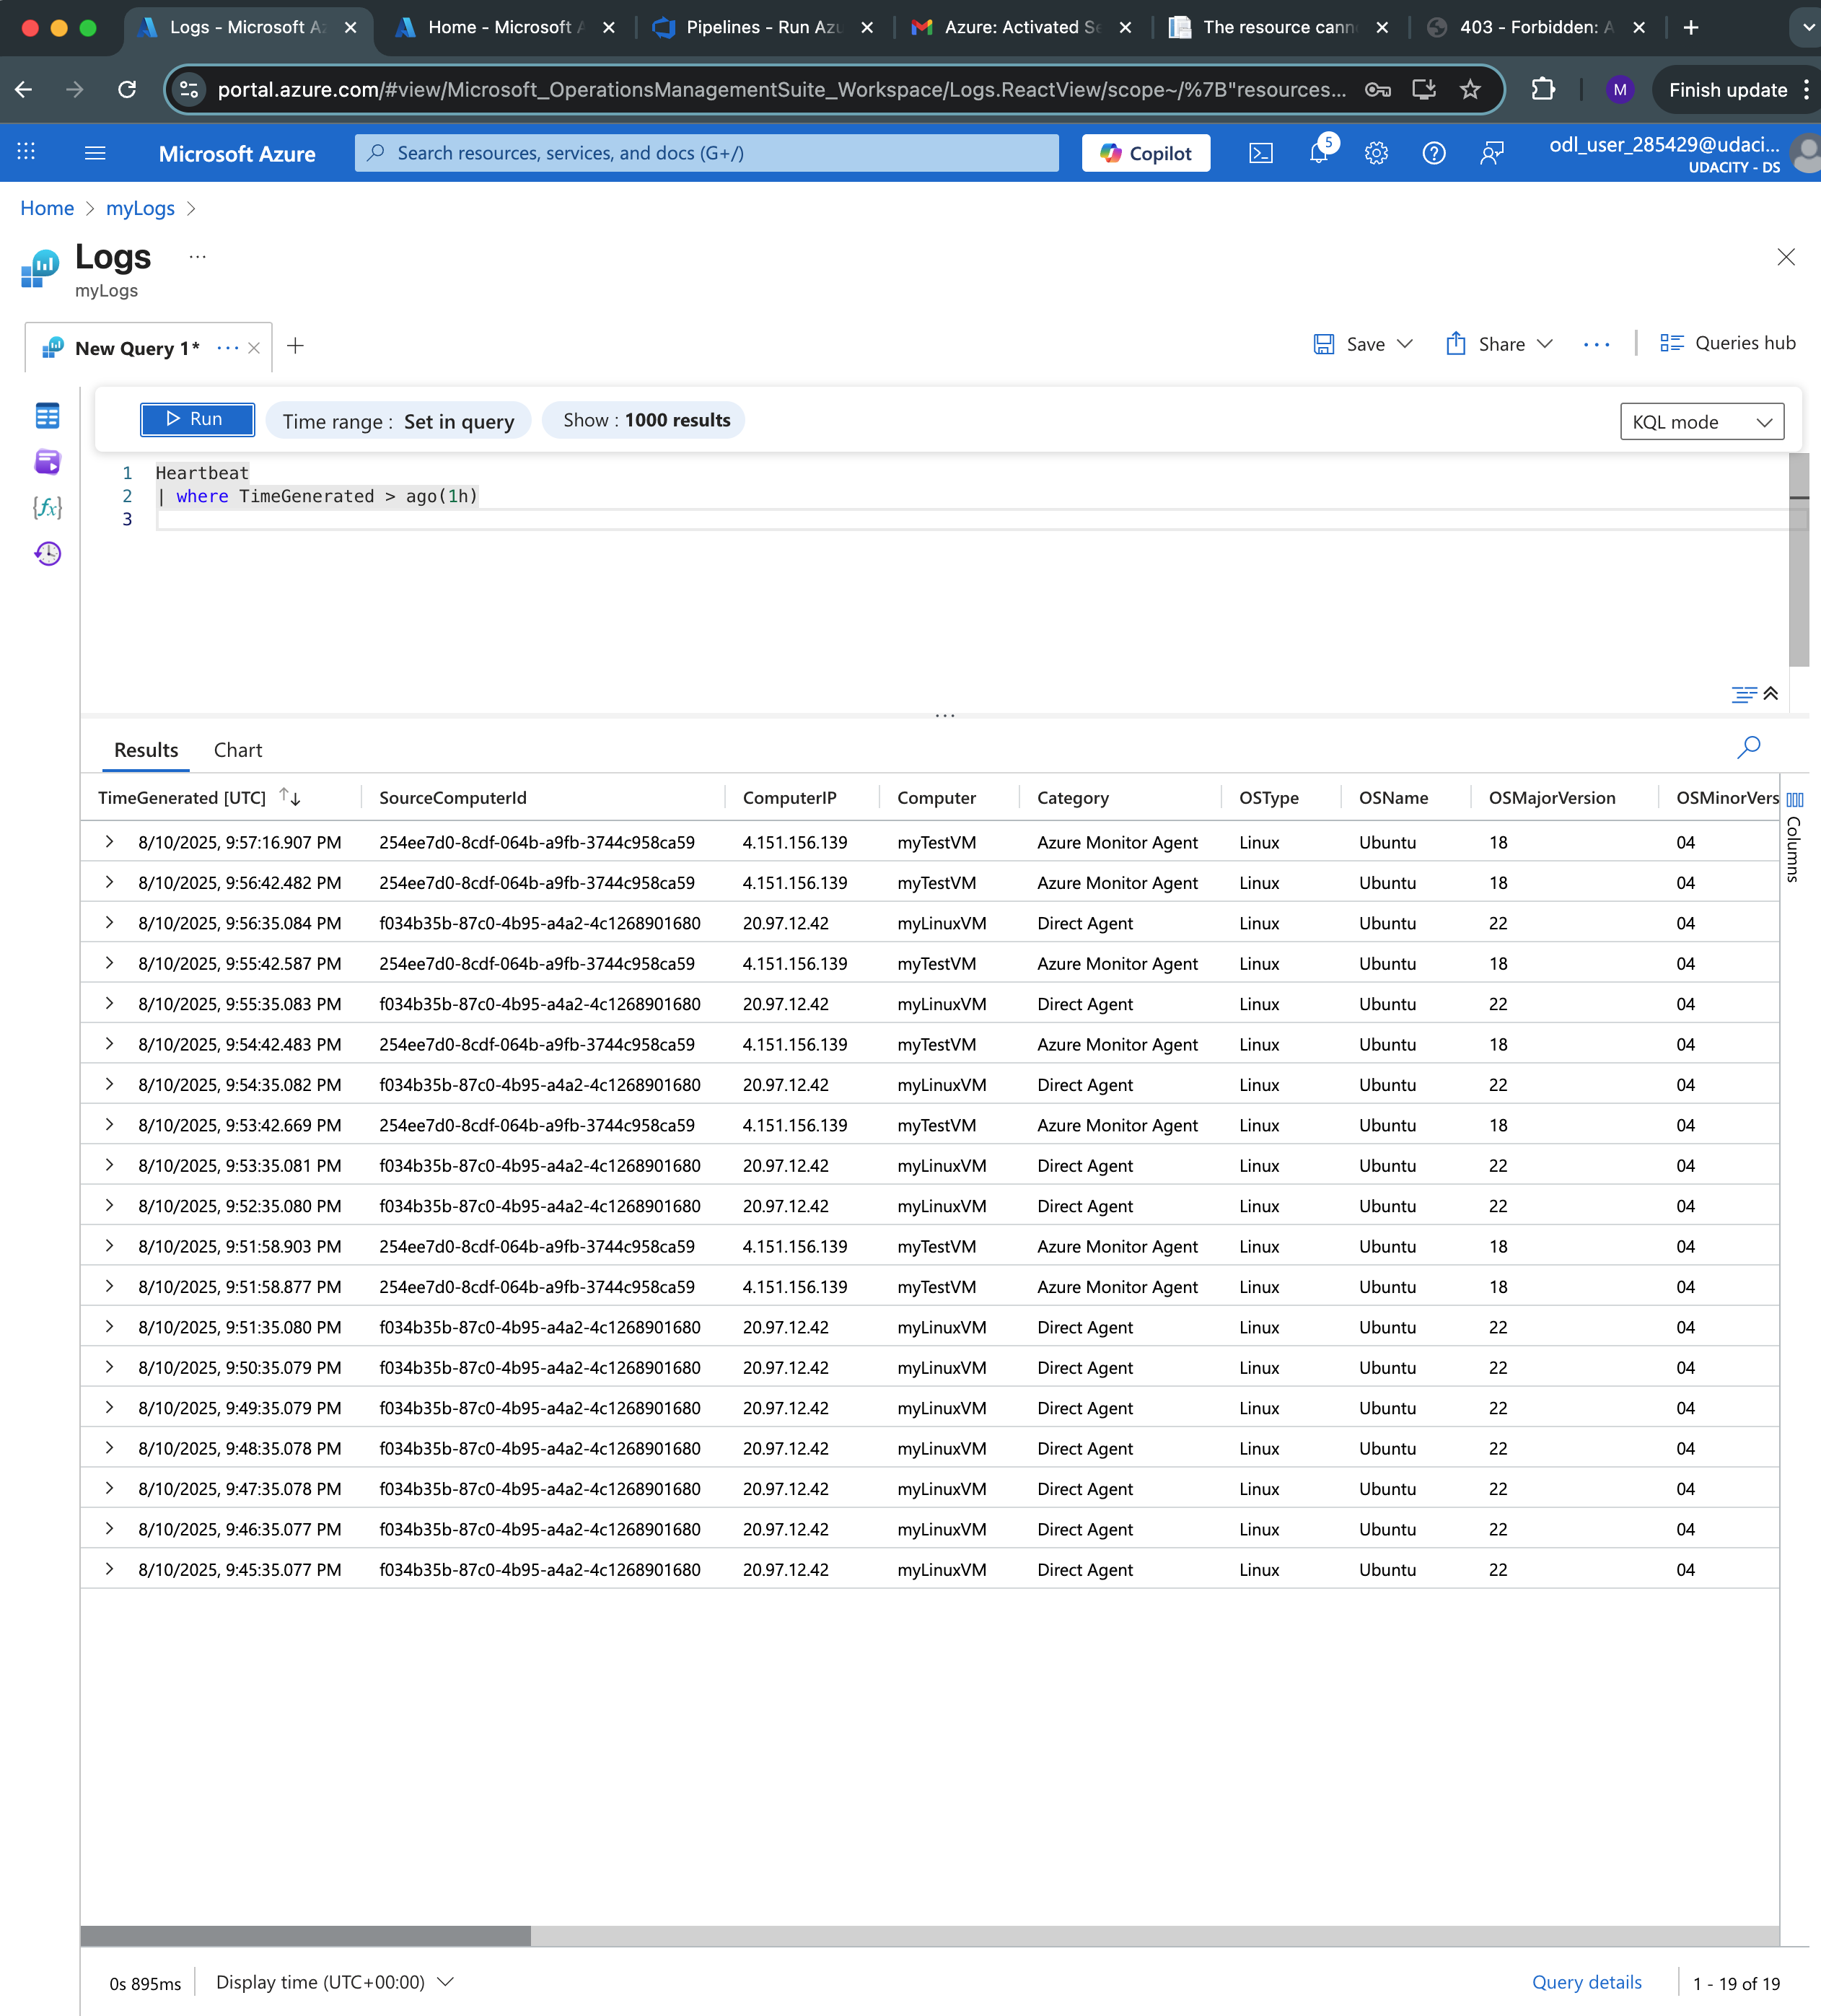 Logs - Microsoft Az
Home - Microsoft A
Pipelines - Run Azu
Azure: Activated Se
The resource cann
403 - Forbidden: A
portal.azure.com/#view/Microsoft_OperationsManagementSuite_Workspace/Logs.ReactView/scope~/%7B"resources...
M
Finish update
Microsoft Azure
Search resources, services, and docs (G+/)
Copilot
5
odl_user_285429@udaci...
UDACITY - DS
Home > myLogs >
Logs ...
myLogs
New Query 1*
Save
Share
Queries hub
Run
Time range : Set in query
Show : 1000 results
KQL mode
1 Heartbeat
2 | where TimeGenerated > ago(1h)
3
Results
Chart
TimeGenerated [UTC] SourceComputerId ComputerIP Computer Category OSType OSName OSMajorVersion OSMinorVers
Columns
8/10/2025, 9:57:16.907 PM 254ee7d0-8cdf-064b-a9fb-3744c958ca59 4.151.156.139 myTestVM Azure Monitor Agent Linux Ubuntu 18 04
8/10/2025, 9:56:42.482 PM 254ee7d0-8cdf-064b-a9fb-3744c958ca59 4.151.156.139 myTestVM Azure Monitor Agent Linux Ubuntu 18 04
8/10/2025, 9:56:35.084 PM f034b35b-87c0-4b95-a4a2-4c1268901680 20.97.12.42 myLinuxVM Direct Agent Linux Ubuntu 22 04
8/10/2025, 9:55:42.587 PM 254ee7d0-8cdf-064b-a9fb-3744c958ca59 4.151.156.139 myTestVM Azure Monitor Agent Linux Ubuntu 18 04
8/10/2025, 9:55:35.083 PM f034b35b-87c0-4b95-a4a2-4c1268901680 20.97.12.42 myLinuxVM Direct Agent Linux Ubuntu 22 04
8/10/2025, 9:54:42.483 PM 254ee7d0-8cdf-064b-a9fb-3744c958ca59 4.151.156.139 myTestVM Azure Monitor Agent Linux Ubuntu 18 04
8/10/2025, 9:54:35.082 PM f034b35b-87c0-4b95-a4a2-4c1268901680 20.97.12.42 myLinuxVM Direct Agent Linux Ubuntu 22 04
8/10/2025, 9:53:42.669 PM 254ee7d0-8cdf-064b-a9fb-3744c958ca59 4.151.156.139 myTestVM Azure Monitor Agent Linux Ubuntu 18 04
8/10/2025, 9:53:35.081 PM f034b35b-87c0-4b95-a4a2-4c1268901680 20.97.12.42 myLinuxVM Direct Agent Linux Ubuntu 22 04
8/10/2025, 9:52:35.080 PM f034b35b-87c0-4b95-a4a2-4c1268901680 20.97.12.42 myLinuxVM Direct Agent Linux Ubuntu 22 04
8/10/2025, 9:51:58.903 PM 254ee7d0-8cdf-064b-a9fb-3744c958ca59 4.151.156.139 myTestVM Azure Monitor Agent Linux Ubuntu 18 04
8/10/2025, 9:51:58.877 PM 254ee7d0-8cdf-064b-a9fb-3744c958ca59 4.151.156.139 myTestVM Azure Monitor Agent Linux Ubuntu 18 04
8/10/2025, 9:51:35.080 PM f034b35b-87c0-4b95-a4a2-4c1268901680 20.97.12.42 myLinuxVM Direct Agent Linux Ubuntu 22 04
8/10/2025, 9:50:35.079 PM f034b35b-87c0-4b95-a4a2-4c1268901680 20.97.12.42 myLinuxVM Direct Agent Linux Ubuntu 22 04
8/10/2025, 9:49:35.079 PM f034b35b-87c0-4b95-a4a2-4c1268901680 20.97.12.42 myLinuxVM Direct Agent Linux Ubuntu 22 04
8/10/2025, 9:48:35.078 PM f034b35b-87c0-4b95-a4a2-4c1268901680 20.97.12.42 myLinuxVM Direct Agent Linux Ubuntu 22 04
8/10/2025, 9:47:35.078 PM f034b35b-87c0-4b95-a4a2-4c1268901680 20.97.12.42 myLinuxVM Direct Agent Linux Ubuntu 22 04
8/10/2025, 9:46:35.077 PM f034b35b-87c0-4b95-a4a2-4c1268901680 20.97.12.42 myLinuxVM Direct Agent Linux Ubuntu 22 04
8/10/2025, 9:45:35.077 PM f034b35b-87c0-4b95-a4a2-4c1268901680 20.97.12.42 myLinuxVM Direct Agent Linux Ubuntu 22 04
0s 895ms
Display time (UTC+00:00)
Query details
1 - 19 of 19